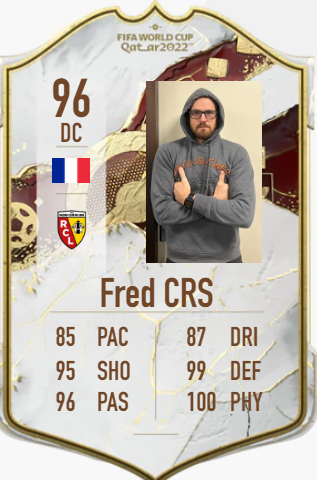 FIFA WORLD CUP
QaTar2022
96
DC
RCL
Fred CRS
85 PAC 87 DRI
95 SHO 99 DEF
96 PAS 100 PHY